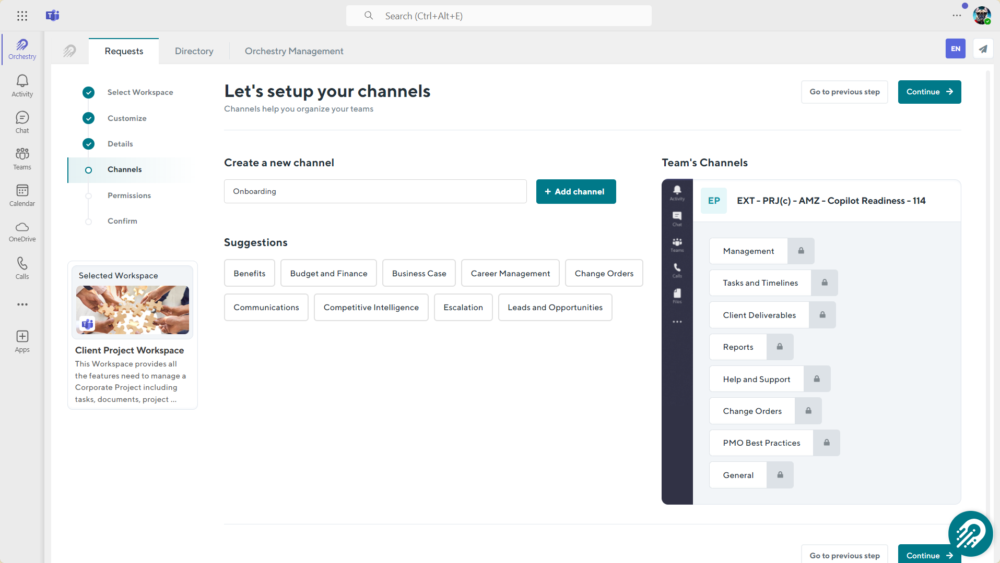 Search (Ctrl+Alt+E)
Orchestry
Activity
Chat
Teams
Calendar
OneDrive
Calls
Apps
Requests
Directory
Orchestry Management
EN
Select Workspace
Customize
Details
Channels
Permissions
Confirm
Selected Workspace
Client Project Workspace
This Workspace provides all
the features need to manage a
Corporate Project including
tasks, documents, project ...
Let's setup your channels
Channels help you organize your teams
Go to previous step
Continue
Create a new channel
Onboarding
+ Add channel
Suggestions
Benefits
Budget and Finance
Business Case
Career Management
Change Orders
Communications
Competitive Intelligence
Escalation
Leads and Opportunities
Team's Channels
Activity
Chat
Teams
Calls
Files
EP
EXT - PRJ(c) - AMZ - Copilot Readiness - 114
Management
Tasks and Timelines
Client Deliverables
Reports
Help and Support
Change Orders
PMO Best Practices
General
Go to previous step
Continue